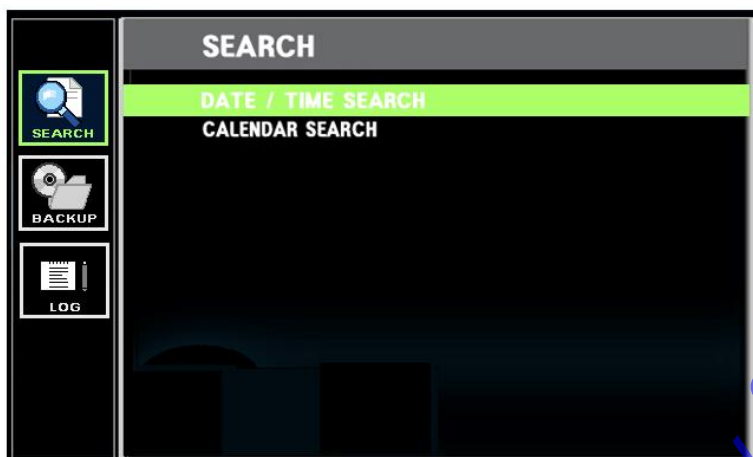 SEARCH
DATE / TIME SEARCH
CALENDAR SEARCH
SEARCH
BACKUP
LOG